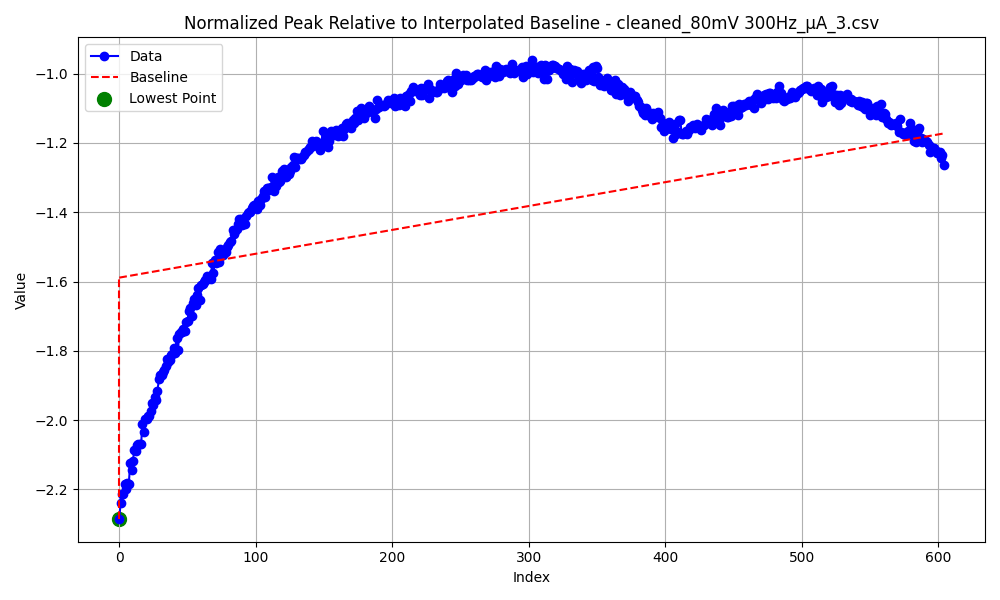 Normalized Peak Relative to Interpolated Baseline - cleaned_80mV 300Hz_μA_3.csv
Data
Baseline
Lowest Point
Value
−1.0
−1.2
−1.4
−1.6
−1.8
−2.0
−2.2
0 100 200 300 400 500 600
Index